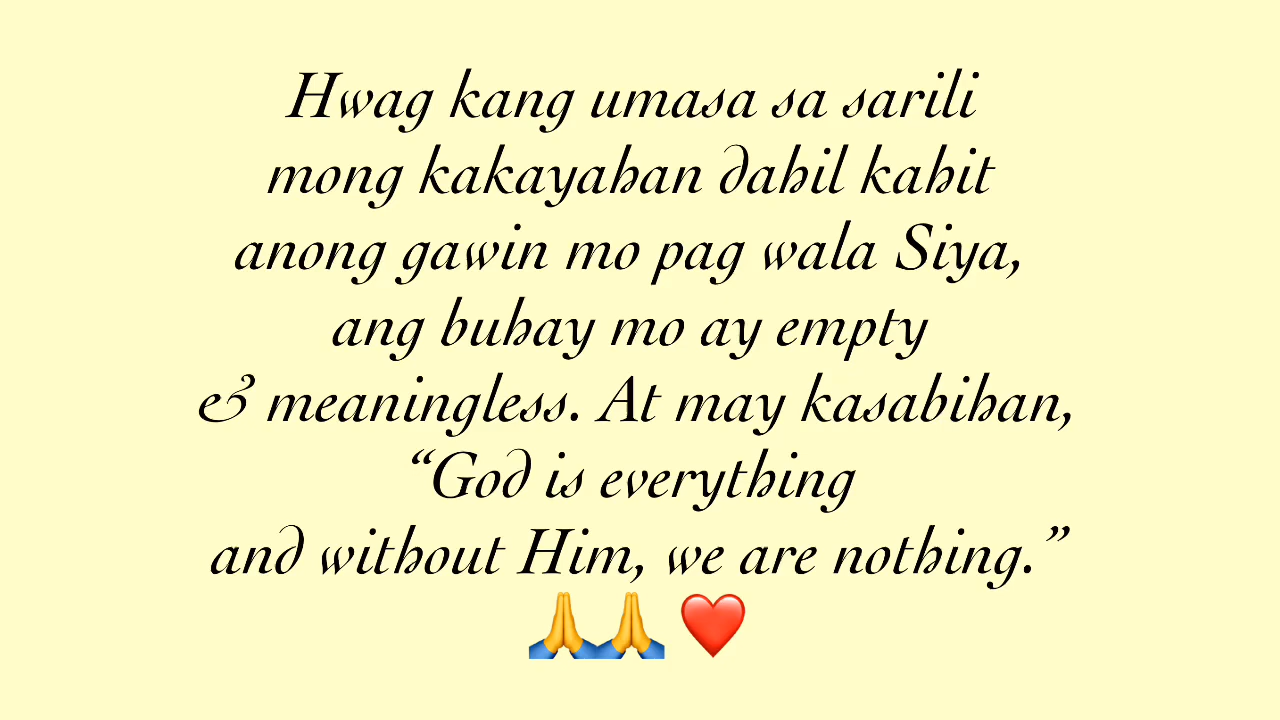 Hwag kang umasa sa sarili
mong kakayahan dahil kahit
anong gawin mo pag wala Siya,
ang buhay mo ay empty
& meaningless. At may kasabihan,
“God is everything
and without Him, we are nothing.”
🙏🙏 ❤️